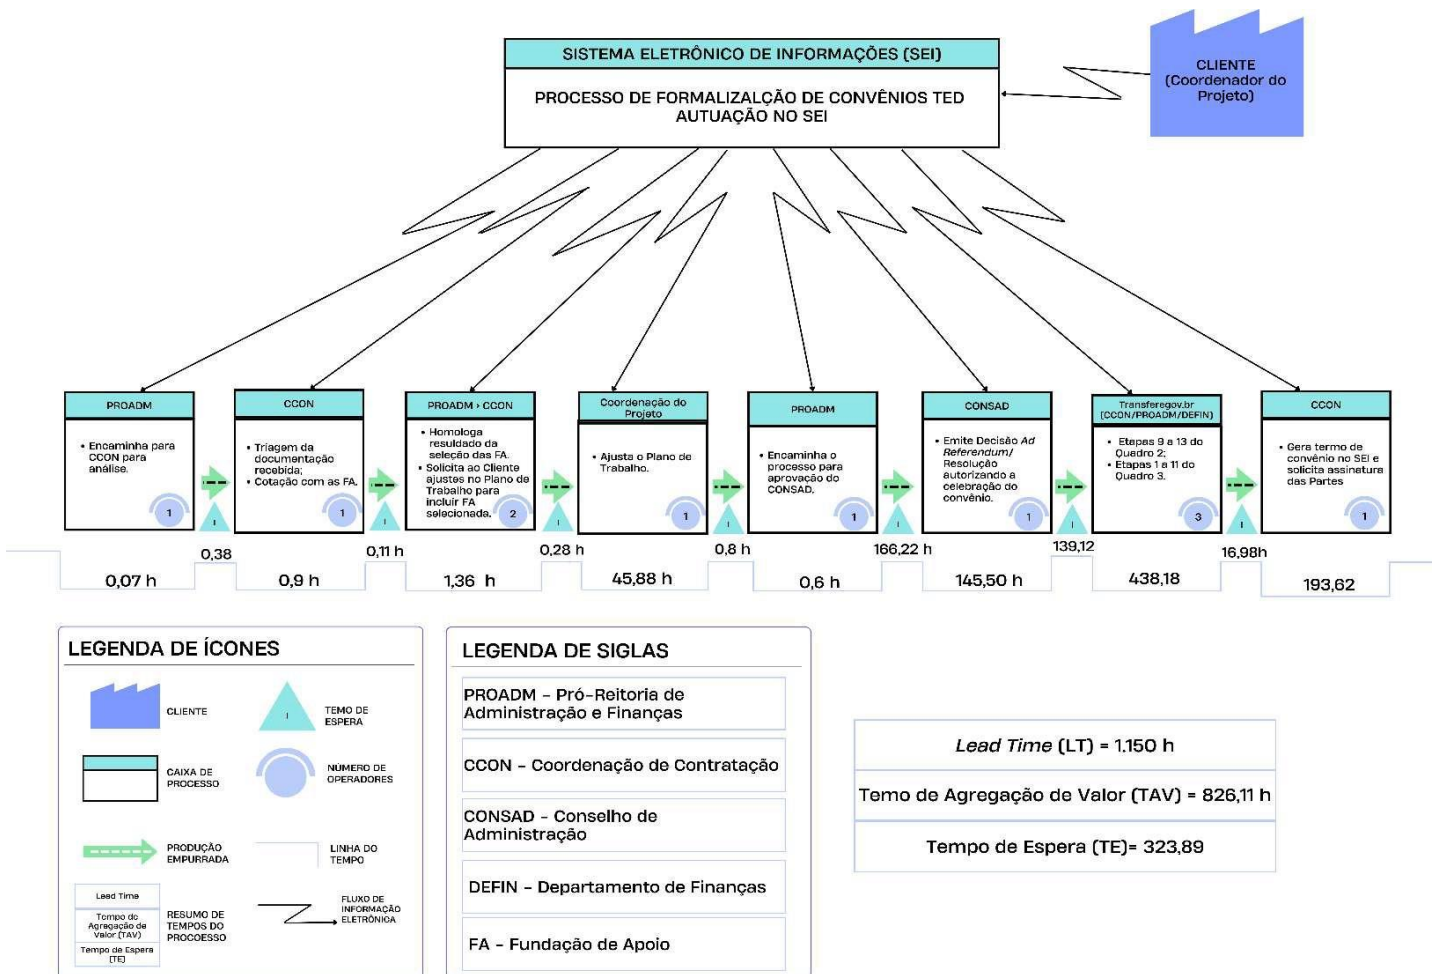 SISTEMA ELETRÔNICO DE INFORMAÇÕES (SEI)
PROCESSO DE FORMALIZALÇÃO DE CONVÊNIOS TED
AUTUAÇÃO NO SEI
CLIENTE
(Coordenador do
Projeto)
PROADM
• Encaminha para
CCON para
análise.
1
CCON
• Triagem da
documentação
recebida;
• Cotação com as FA.
1
PROADM › CCON
• Homologa
resuldado da
seleção das FA.
• Solicita ao Cliente
ajustes no Plano de
Trabalho para
incluir FA
selecionada.
2
Coordenação do
Projeto
• Ajusta o Plano de
Trabalho.
1
PROADM
• Encaminha o
processo para
aprovação do
CONSAD.
1
CONSAD
• Emite Decisão Ad
Referendum/
Resolução
autorizando a
celebração do
convênio.
1
Transferegov.br
(CCON/PROADM/DEFIN)
• Etapas 9 a 13 do
Quadro 2;
• Etapas 1 a 11 do
Quadro 3.
3
CCON
• Gera termo de
convênio no SEI e
solicita assinatura
das Partes
1
I
I
I
I
I
I
I
0,38
0,11 h
0,28 h
0,8 h
166,22 h
139,12
16,98h
0,07 h
0,9 h
1,36 h
45,88 h
0,6 h
145,50 h
438,18
193,62
LEGENDA DE ÍCONES
CLIENTE
I
TEMO DE
ESPERA
CAIXA DE
PROCESSO
NÚMERO DE
OPERADORES
PRODUÇÃO
EMPURRADA
LINHA DO
TEMPO
Lead Time
Tempo de
Agregação de
Valor (TAV)
Tempo de Espera
(TE)
RESUMO DE
TEMPOS DO
PROCOESSO
FLUXO DE
INFORMAÇÃO
ELETRÔNICA
LEGENDA DE SIGLAS
PROADM – Pró-Reitoria de
Administração e Finanças
CCON – Coordenação de Contratação
CONSAD – Conselho de
Administração
DEFIN – Departamento de Finanças
FA – Fundação de Apoio
Lead Time (LT) = 1.150 h
Temo de Agregação de Valor (TAV) = 826,11 h
Tempo de Espera (TE)= 323,89